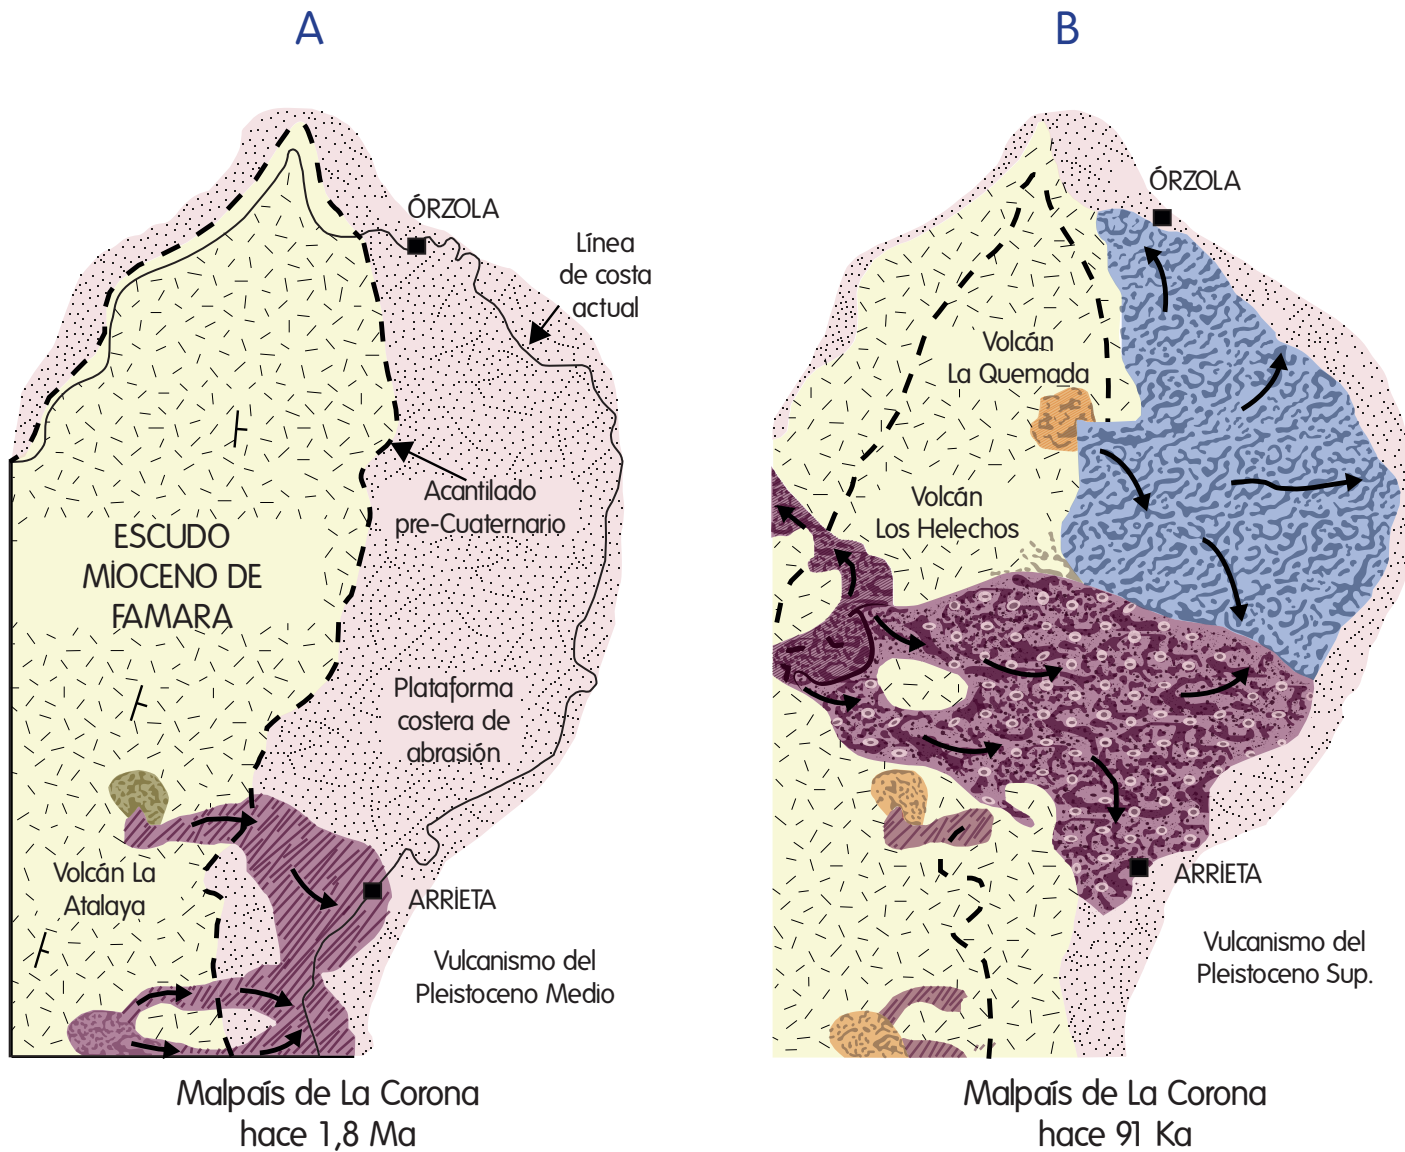 A
ÓRZOLA
Línea
de costa
actual
Acantilado
pre-Cuaternario
ESCUDO
MIOCENO DE
FAMARA
Plataforma
costera de
abrasión
Volcán La
Atalaya
ARRIETA
Vulcanismo del
Pleistoceno Medio
Malpaís de La Corona
hace 1,8 Ma
B
ÓRZOLA
Volcán
La Quemada
Volcán
Los Helechos
ARRIETA
Vulcanismo del
Pleistoceno Sup.
Malpaís de La Corona
hace 91 Ka